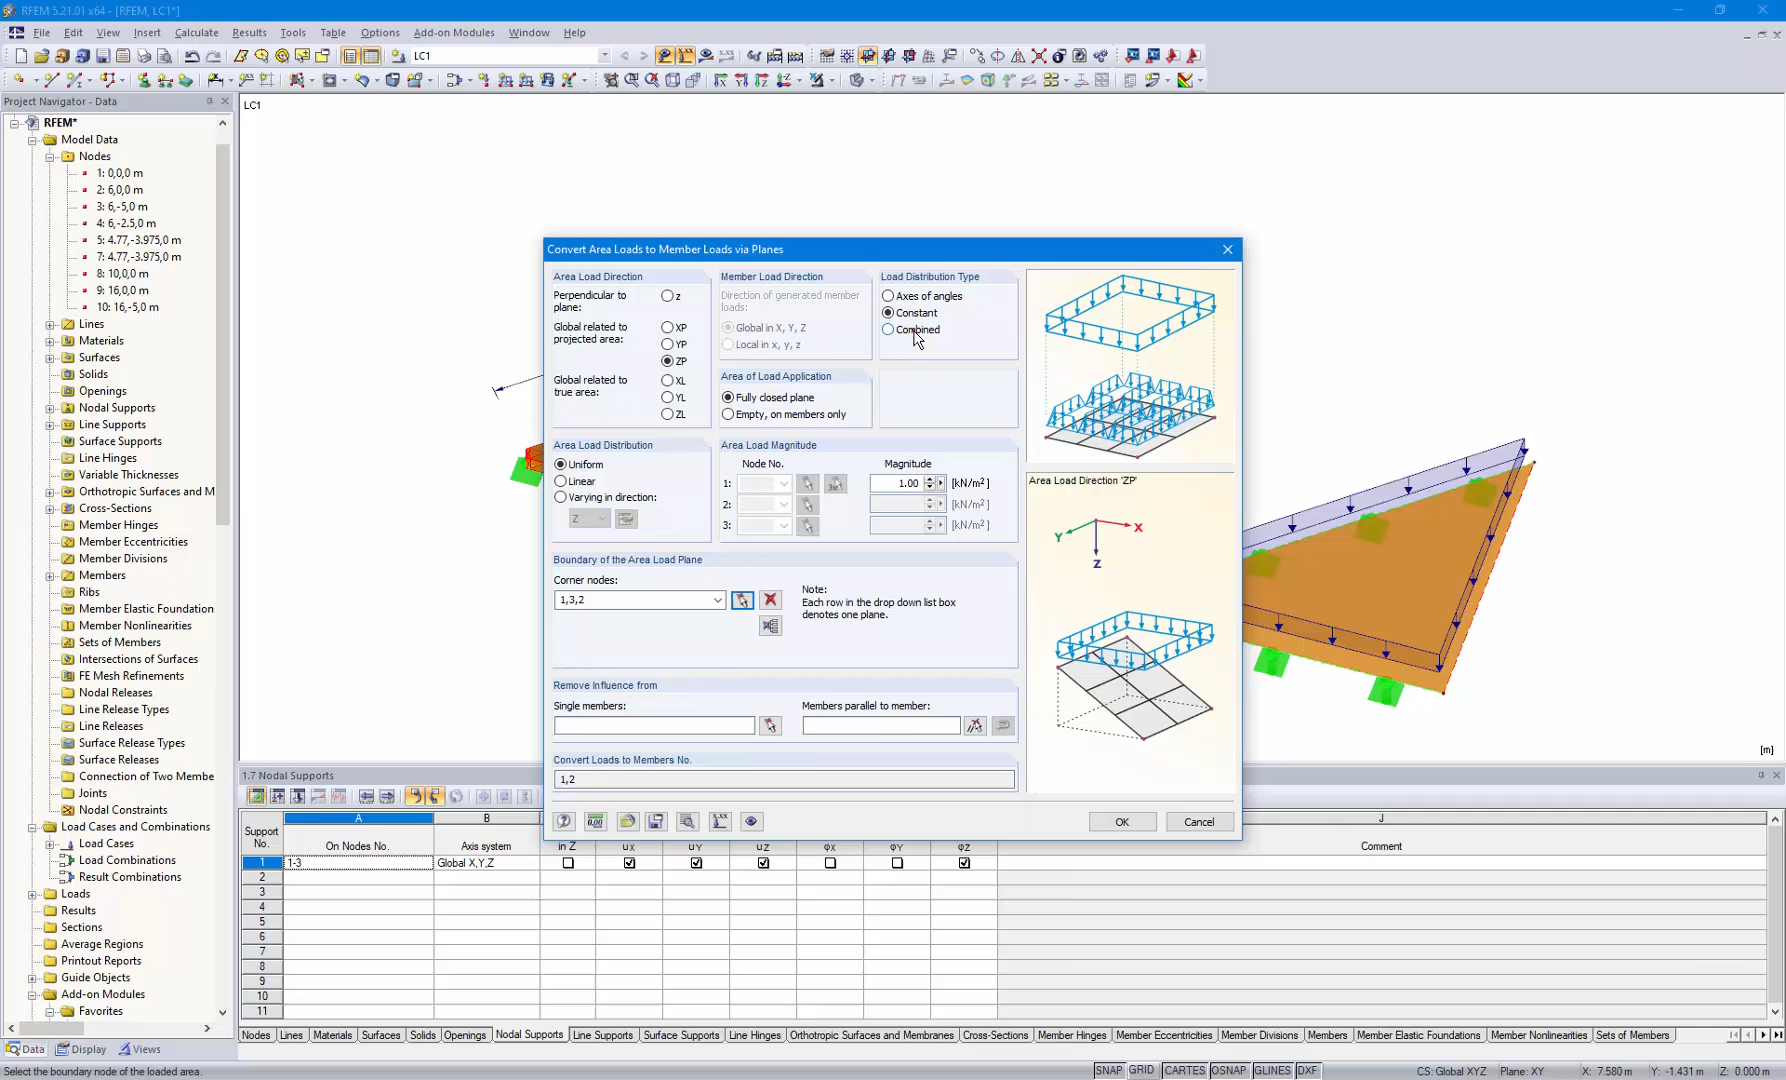 RFEM 5.21.01 x64 - [RFEM, LC1*]
File Edit View Insert Calculate Results Tools Table Options Add-on Modules Window Help
LC1
Project Navigator - Data
RFEM*
Model Data
Nodes
1: 0,0,0 m
2: 6,0,0 m
3: 6,-5,0 m
4: 6,-2.5,0 m
5: 4.77,-3.975,0 m
7: 4.77,-3.975,0 m
8: 10,0,0 m
9: 16,0,0 m
10: 16,-5,0 m
Lines
Materials
Surfaces
Solids
Openings
Nodal Supports
Line Supports
Surface Supports
Line Hinges
Variable Thicknesses
Orthotropic Surfaces and M
Cross-Sections
Member Hinges
Member Eccentricities
Member Divisions
Members
Ribs
Member Elastic Foundation
Member Nonlinearities
Sets of Members
Intersections of Surfaces
FE Mesh Refinements
Nodal Releases
Line Release Types
Line Releases
Surface Release Types
Surface Releases
Connection of Two Membe
Joints
Nodal Constraints
Load Cases and Combinations
Load Cases
Load Combinations
Result Combinations
Loads
Results
Sections
Average Regions
Printout Reports
Guide Objects
Add-on Modules
Favorites
Data Display Views
LC1
[m]
Convert Area Loads to Member Loads via Planes
Area Load Direction
Perpendicular to plane:
z
Global related to projected area:
XP
YP
ZP
Global related to true area:
XL
YL
ZL
Member Load Direction
Direction of generated member loads:
Global in X, Y, Z
Local in x, y, z
Load Distribution Type
Axes of angles
Constant
Combined
Area of Load Application
Fully closed plane
Empty, on members only
Area Load Distribution
Uniform
Linear
Varying in direction:
Z
Area Load Magnitude
Node No. Magnitude
1: 1.00 [kN/m²]
2: [kN/m²]
3: [kN/m²]
Boundary of the Area Load Plane
Corner nodes:
1,3,2
Note:
Each row in the drop down list box
denotes one plane.
Remove Influence from
Single members: Members parallel to member:
Convert Loads to Members No.
1,2
Area Load Direction 'ZP'
Y X
Z
OK Cancel
1.7 Nodal Supports
A B J
Support No. On Nodes No. Axis system in Z uX uY uZ φX φY φZ Comment
1 1-3 Global X,Y,Z
2
3
4
5
6
7
8
9
10
11
Nodes Lines Materials Surfaces Solids Openings Nodal Supports Line Supports Surface Supports Line Hinges Orthotropic Surfaces and Membranes Cross-Sections Member Hinges Member Eccentricities Member Divisions Members Member Elastic Foundations Member Nonlinearities Sets of Members
Select the boundary node of the loaded area.
SNAP GRID CARTES OSNAP GLINES DXF CS: Global XYZ Plane: XY X: 7.580 m Y: -1.431 m Z: 0.000 m